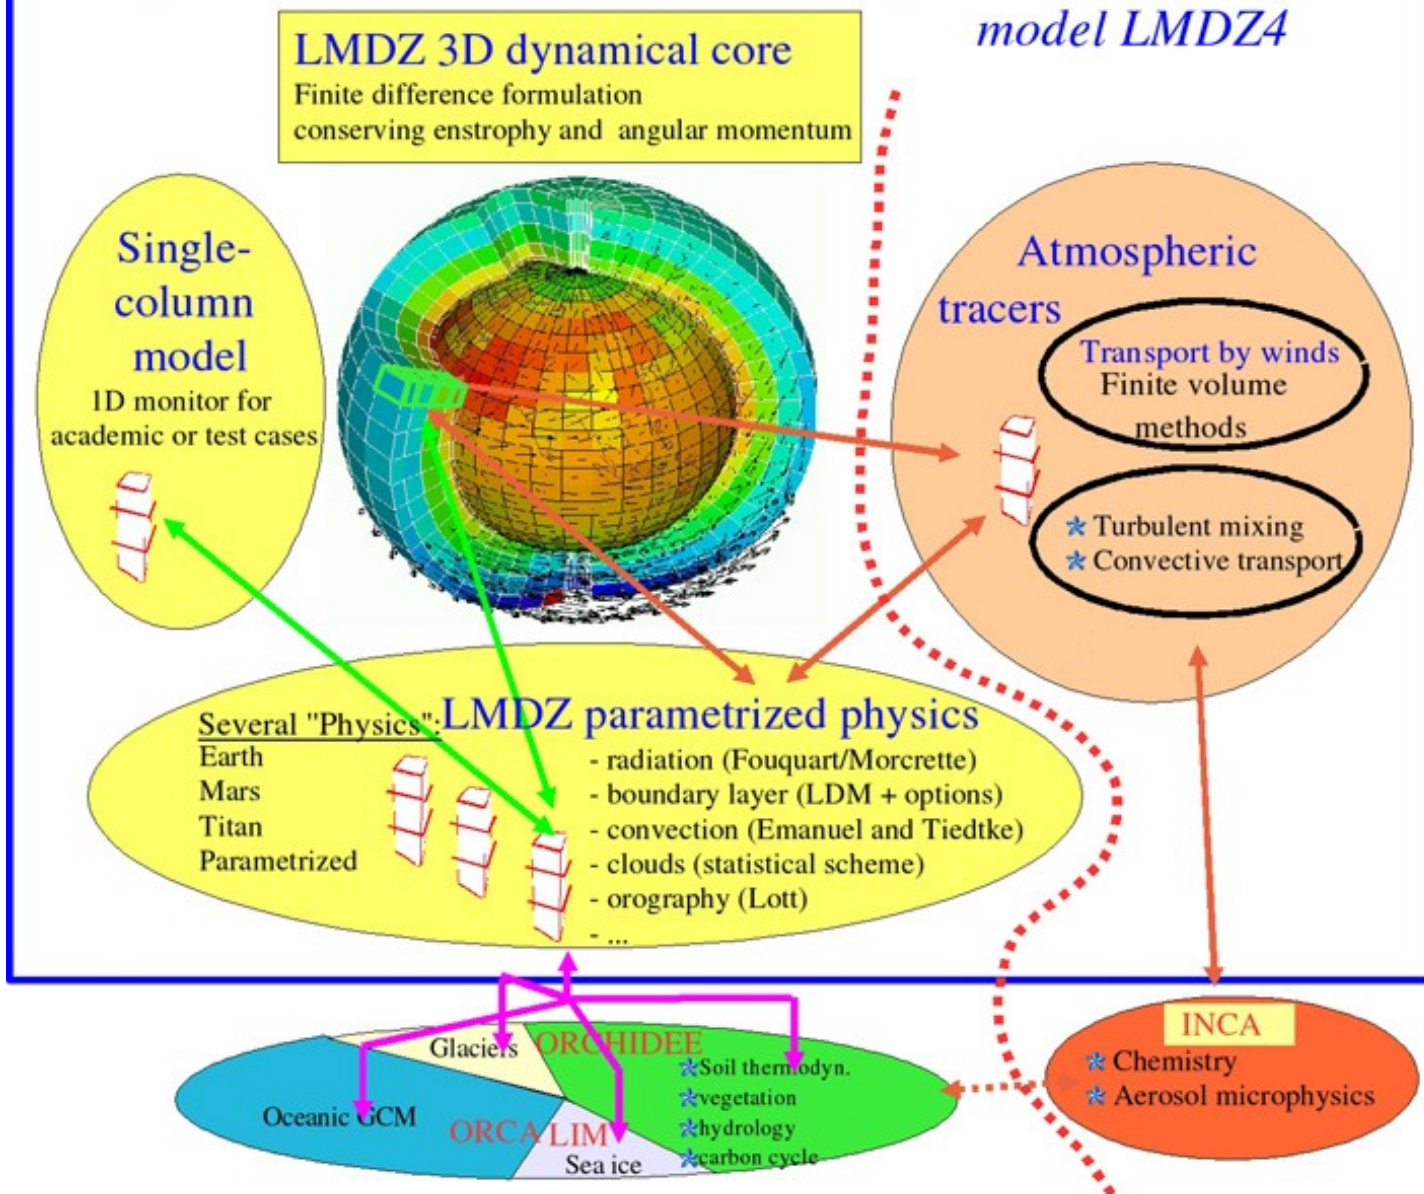 model LMDZ4
LMDZ 3D dynamical core
Finite difference formulation
conserving enstrophy and angular momentum
Single-
column
model
1D monitor for
academic or test cases
Atmospheric
tracers
Transport by winds
Finite volume
methods
Turbulent mixing
Convective transport
LMDZ parametrized physics
Several "Physics":
Earth
Mars
Titan
Parametrized
- radiation (Fouquart/Morcrette)
- boundary layer (LDM + options)
- convection (Emanuel and Tiedtke)
- clouds (statistical scheme)
- orography (Lott)
- ...
Glaciers
ORCHIDEE
Soil thermodyn.
vegetation
hydrology
carbon cycle
Oceanic GCM
ORCA LIM
Sea ice
INCA
Chemistry
Aerosol microphysics